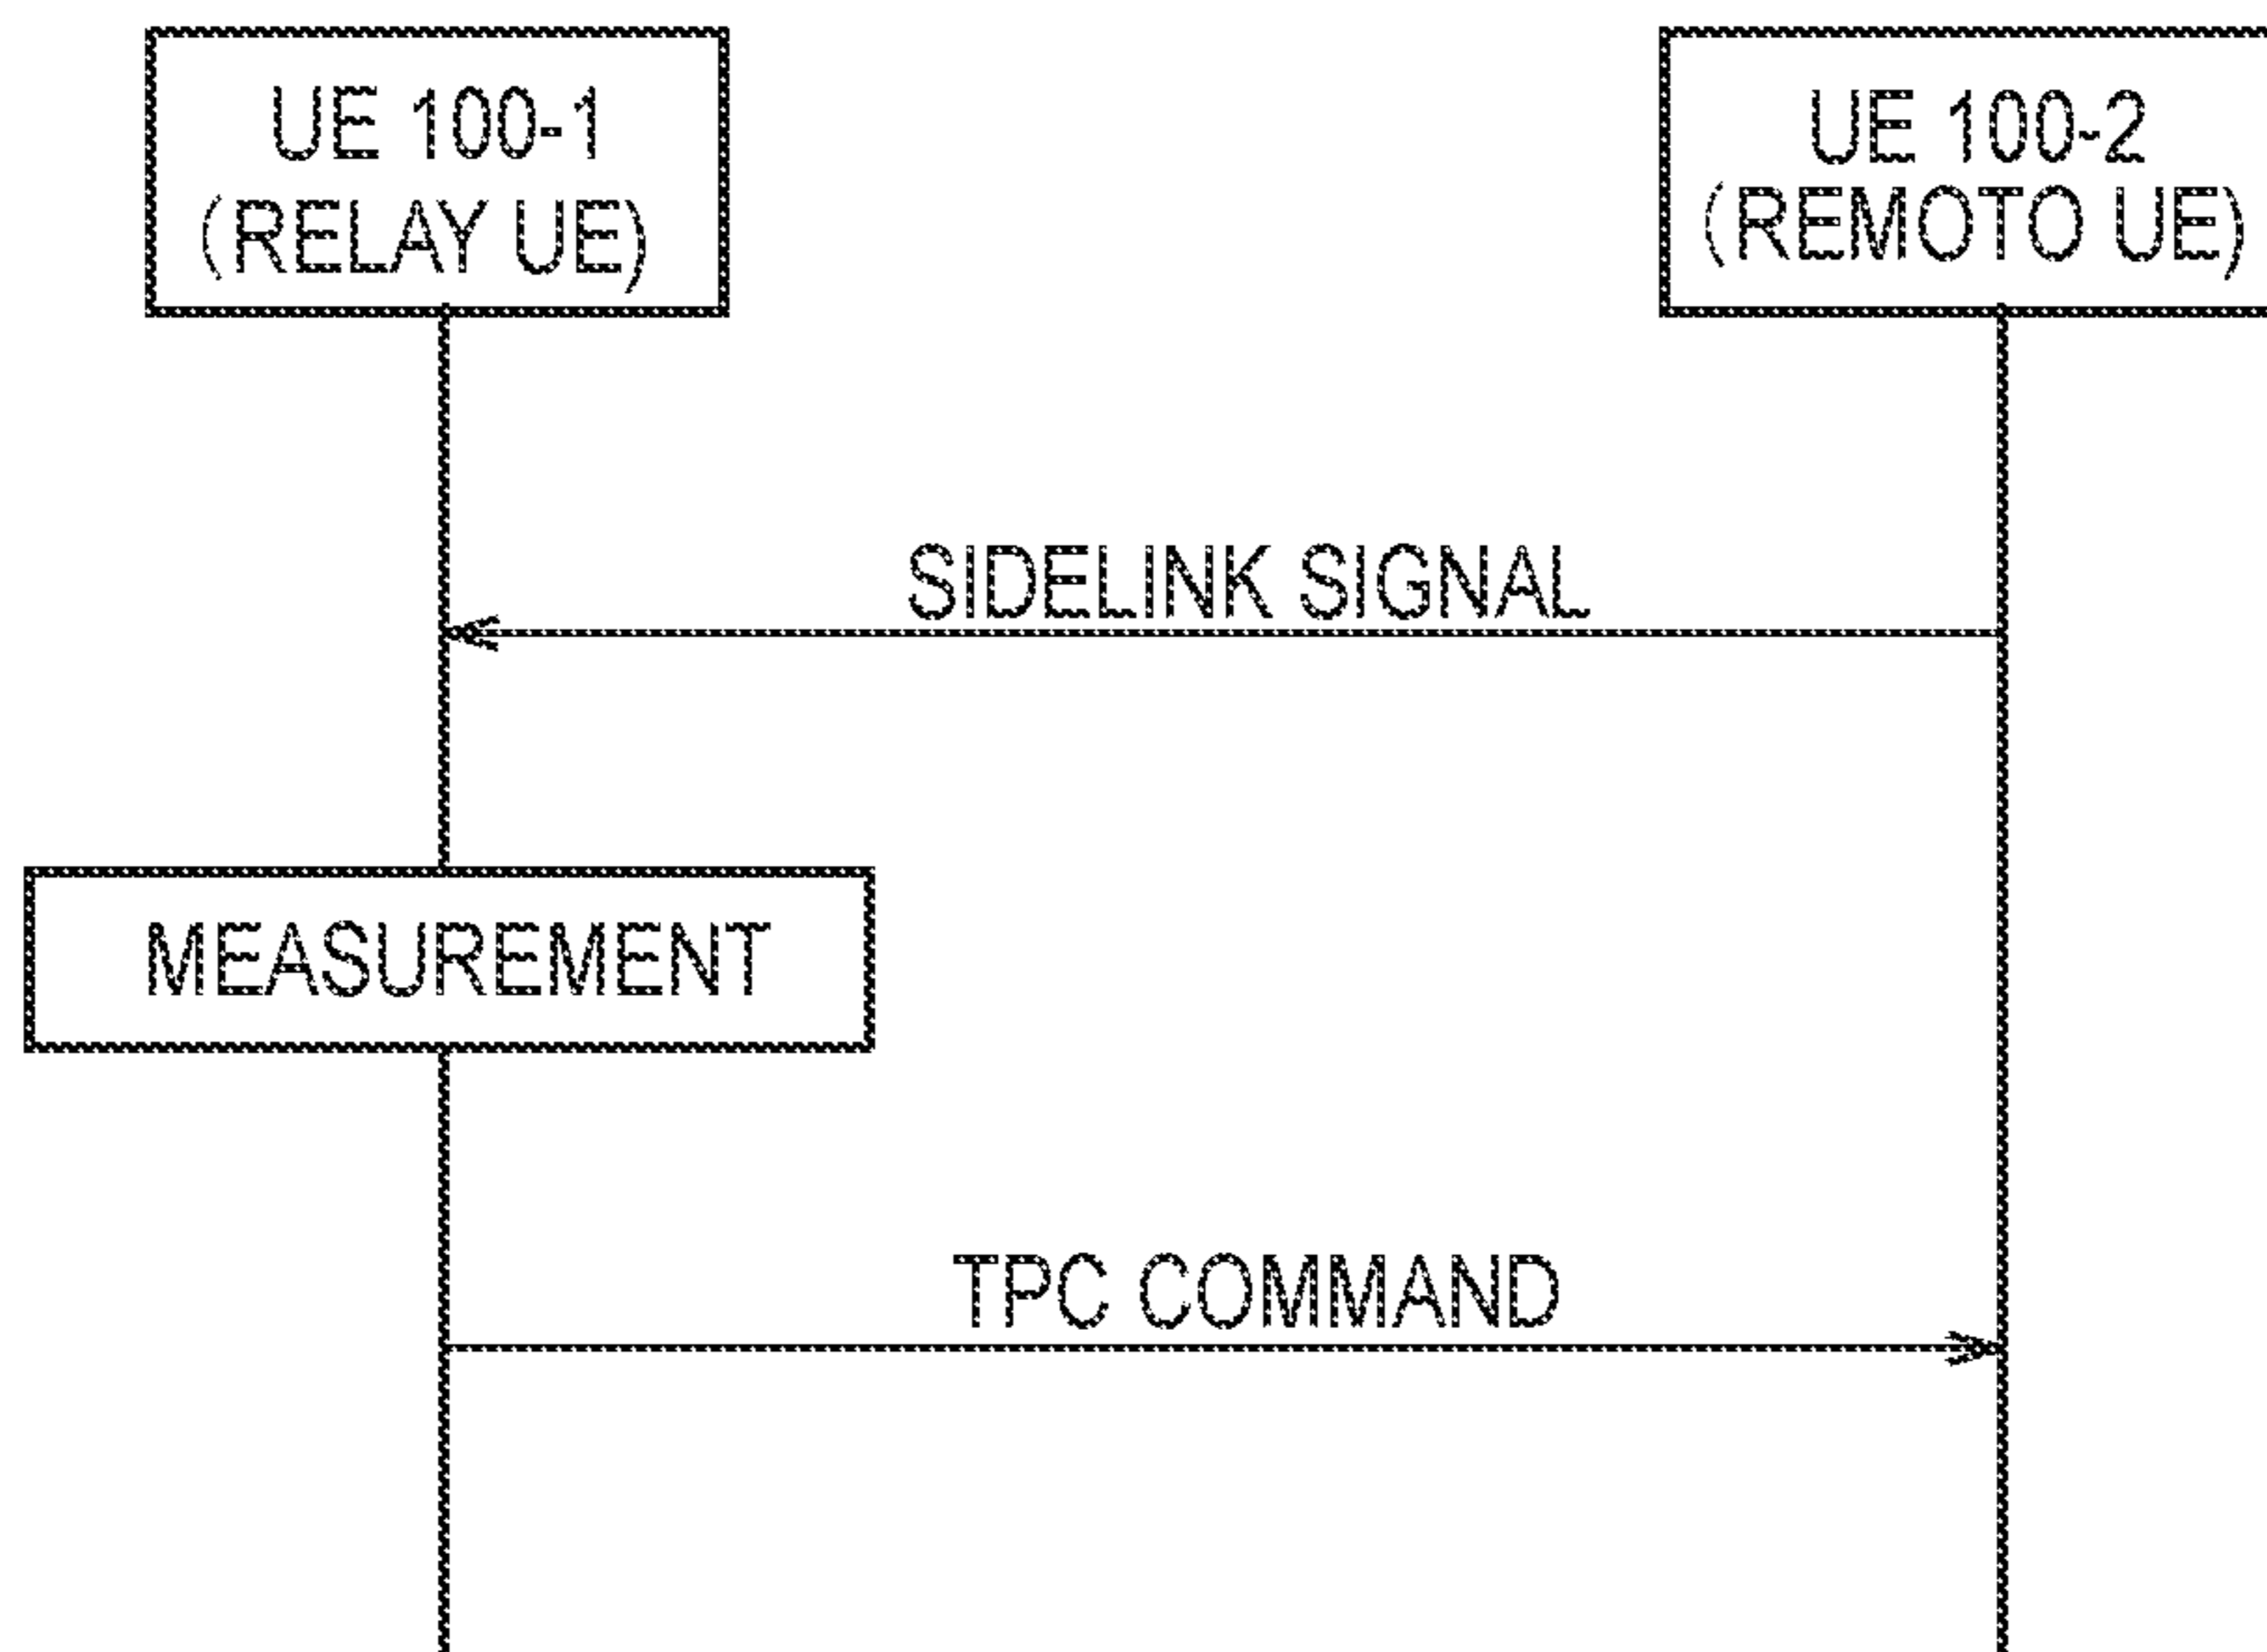 UE 100-1
(RELAY UE)
UE 100-2
(REMOTO UE)
SIDELINK SIGNAL
MEASUREMENT
TPC COMMAND